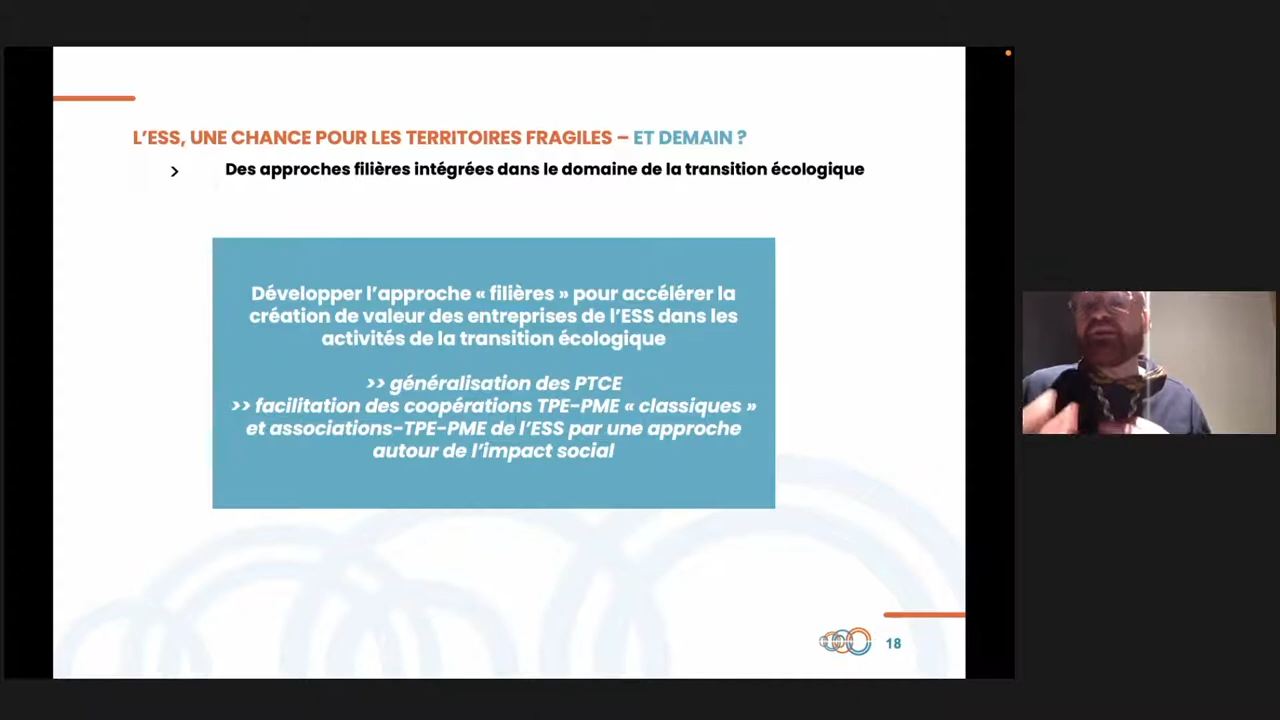 L'ESS, UNE CHANCE POUR LES TERRITOIRES FRAGILES – ET DEMAIN ?
> Des approches filières intégrées dans le domaine de la transition écologique
Développer l'approche « filières » pour accélérer la
création de valeur des entreprises de l'ESS dans les
activités de la transition écologique
>> généralisation des PTCE
>> facilitation des coopérations TPE-PME « classiques »
et associations-TPE-PME de l'ESS par une approche
autour de l'impact social
18